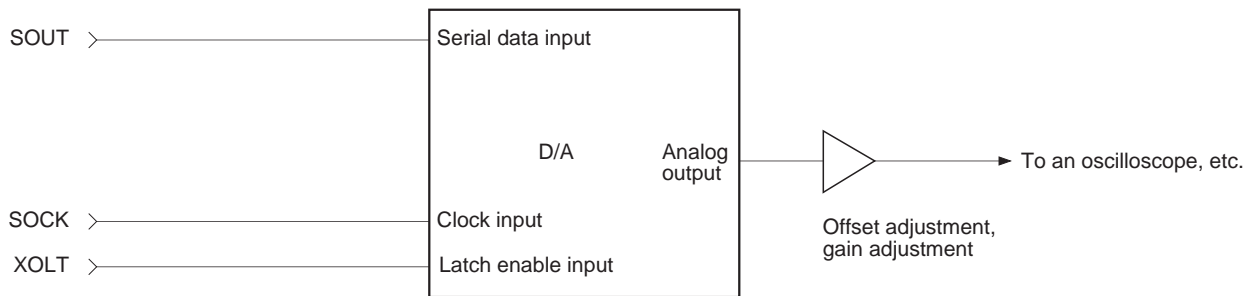 SOUT
Serial data input
D/A
Analog
output
To an oscilloscope, etc.
SOCK
Clock input
Offset adjustment,
gain adjustment
XOLT
Latch enable input